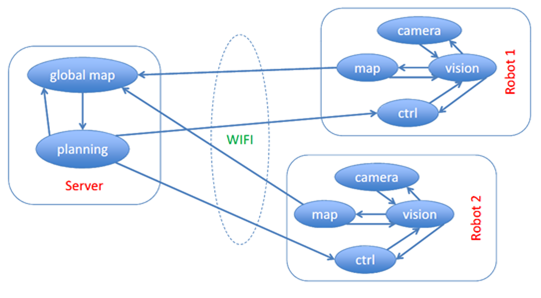 global map
planning
Server
WIFI
camera
map
vision
ctrl
Robot 1
camera
map
vision
ctrl
Robot 2